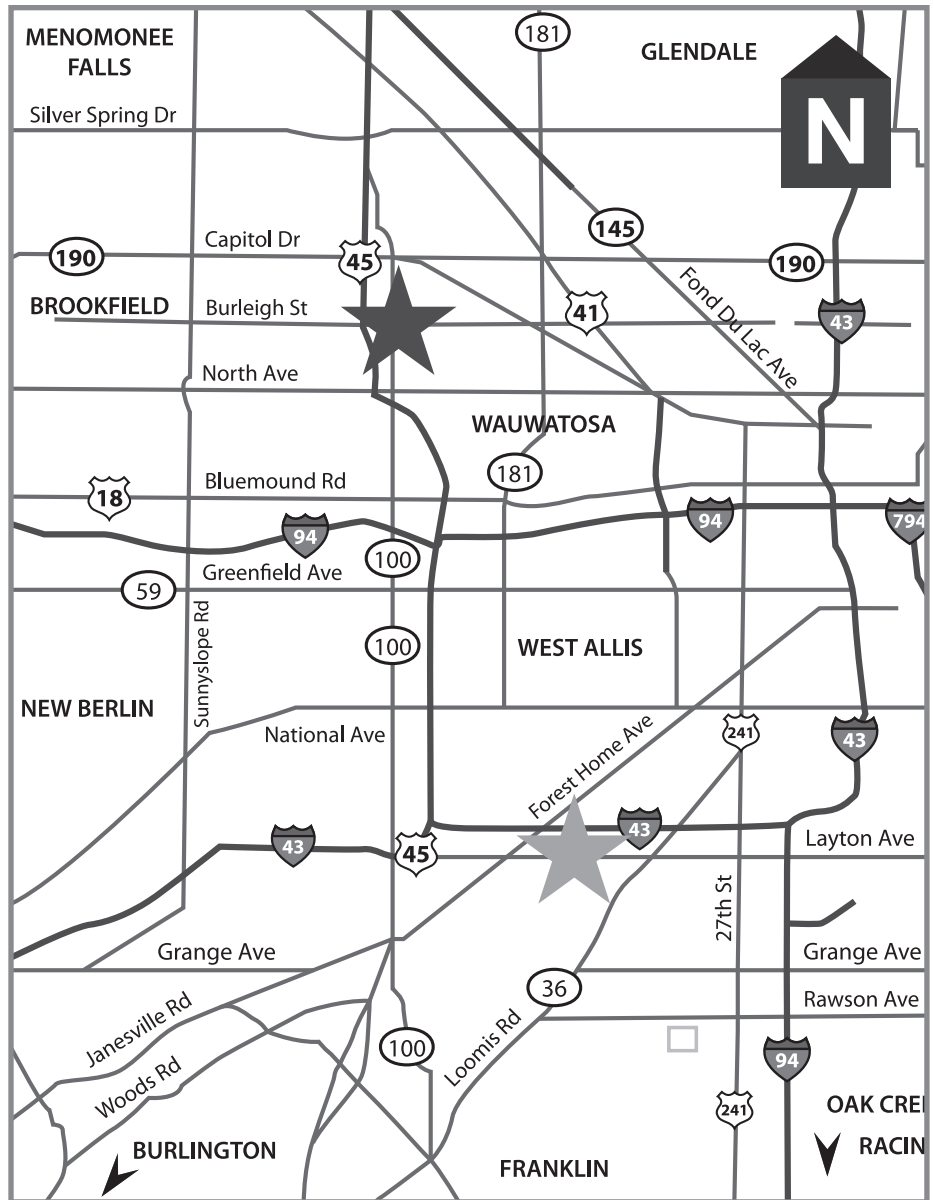 MENOMONEE
FALLS
181
GLENDALE
N
Silver Spring Dr
145
Capitol Dr
190
45
190
Fond Du Lac Ave
BROOKFIELD
Burleigh St
41
43
North Ave
WAUWATOSA
181
Bluemound Rd
18
94
94
794
100
Greenfield Ave
59
Sunnyslope Rd
100
WEST ALLIS
NEW BERLIN
National Ave
Forest Home Ave
241
43
43
43
45
Layton Ave
27th St
Grange Ave
Grange Ave
36
Rawson Ave
Janesville Rd
Loomis Rd
100
94
Woods Rd
241
OAK CREE
BURLINGTON
RACIN
FRANKLIN